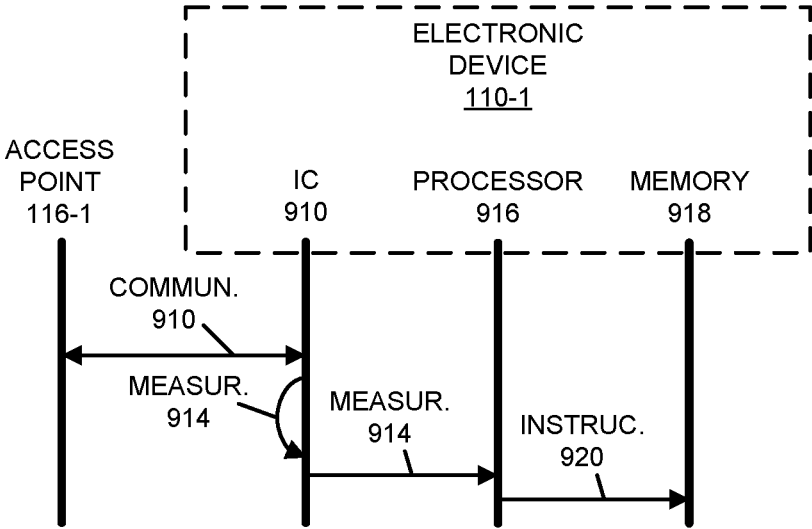 ELECTRONIC
DEVICE
110-1
ACCESS
POINT
116-1
IC
910
PROCESSOR
916
MEMORY
918
COMMUN.
910
MEASUR.
914
MEASUR.
914
INSTRUC.
920